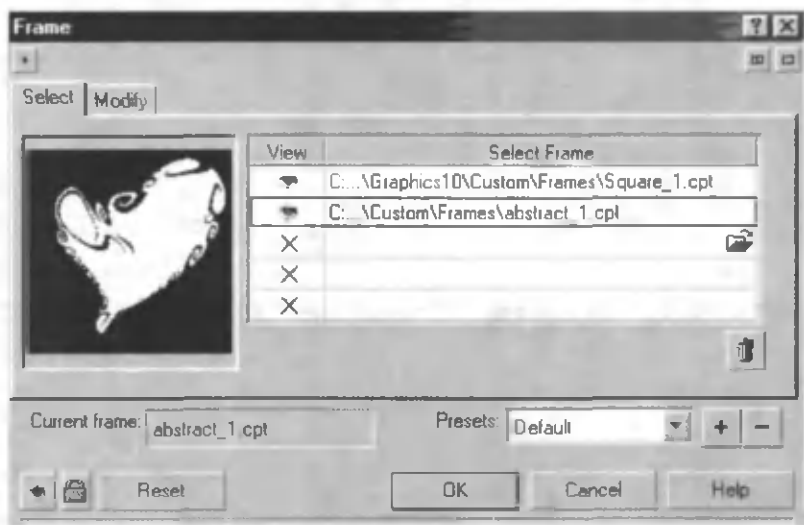 Frame
Select Modify
View Select Frame
C:...\Graphics10\Custom\Frames\Square_1.cpt
C:...\Custom\Frames\abstract_1.cpt
Current frame: abstract_1.cpt Presets: Default
Reset OK Cancel Help